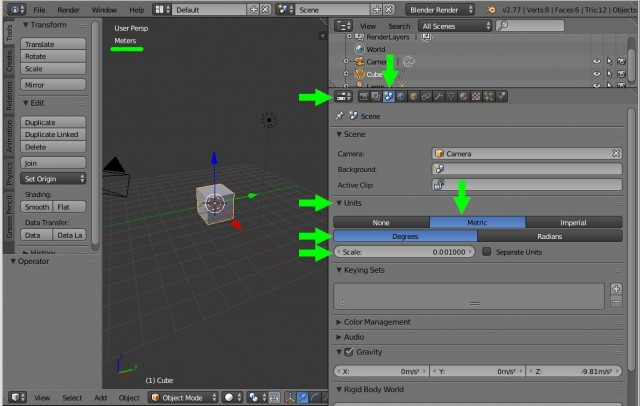 File Render Window Help Default Scene Blender Render v2.77 | Verts:8 | Faces:6 | Tris:12 | Objects
Tools
Create
Relations
Animation
Physics
Grease Pencil
Transform
Translate
Rotate
Scale
Mirror
Edit
Duplicate
Duplicate Linked
Delete
Join
Set Origin
Shading:
Smooth Flat
Data Transfer:
Data Data La
History
Operator
User Persp
Meters
(1) Cube
View Select Add Object Object Mode
View Search All Scenes
RenderLayers
World
Camera
Cube
Lamp
Scene
Scene
Camera: Camera
Background:
Active Clip:
Units
None Metric Imperial
Degrees Radians
Scale: 0.001000 Separate Units
Keying Sets
Color Management
Audio
Gravity
X: 0m/s² Y: 0m/s² Z: -9.81m/s²
Rigid Body World